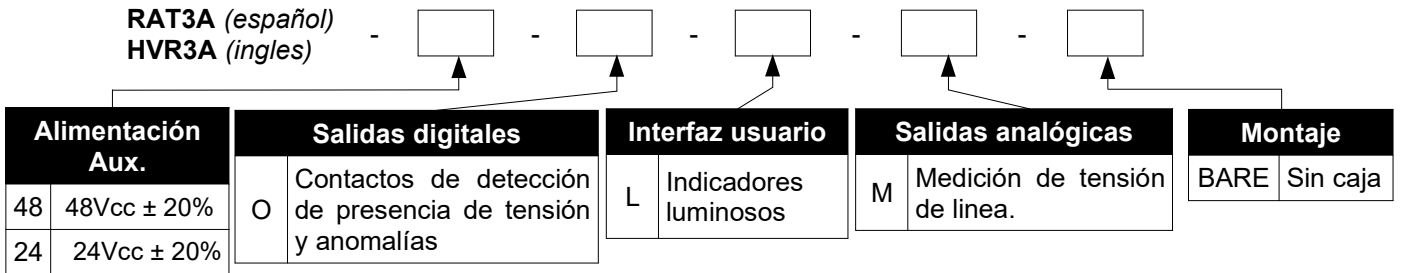 RAT3A (español)
HVR3A (ingles)
- - - - -
Alimentación
Aux.
48 48Vcc ± 20%
24 24Vcc ± 20%
Salidas digitales
O Contactos de detección
de presencia de tensión
y anomalías
Interfaz usuario
L Indicadores
luminosos
Salidas analógicas
M Medición de tensión
de linea.
Montaje
BARE Sin caja